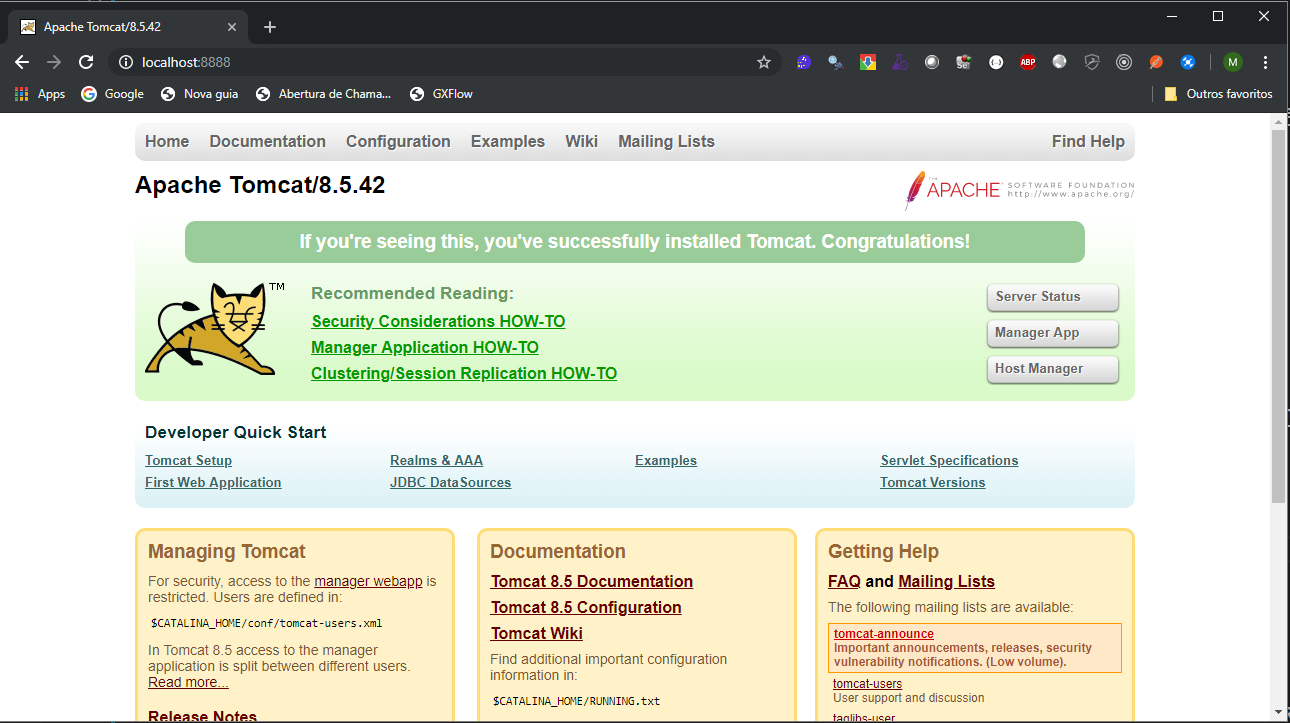 Apache Tomcat/8.5.42
localhost:8888
ABP
M
Apps
Google
Nova guia
Abertura de Chama...
GXFlow
Outros favoritos
Home Documentation Configuration Examples Wiki Mailing Lists Find Help
Apache Tomcat/8.5.42
THE
APACHE
SOFTWARE FOUNDATION
http://www.apache.org/
If you're seeing this, you've successfully installed Tomcat. Congratulations!
TM
Recommended Reading:
Security Considerations HOW-TO
Manager Application HOW-TO
Clustering/Session Replication HOW-TO
Server Status
Manager App
Host Manager
Developer Quick Start
Tomcat Setup
First Web Application
Realms & AAA
JDBC DataSources
Examples
Servlet Specifications
Tomcat Versions
Managing Tomcat
For security, access to the manager webapp is
restricted. Users are defined in:
$CATALINA_HOME/conf/tomcat-users.xml
In Tomcat 8.5 access to the manager
application is split between different users.
Read more...
Release Notes
Documentation
Tomcat 8.5 Documentation
Tomcat 8.5 Configuration
Tomcat Wiki
Find additional important configuration
information in:
$CATALINA_HOME/RUNNING.txt
Getting Help
FAQ and Mailing Lists
The following mailing lists are available:
tomcat-announce
Important announcements, releases, security
vulnerability notifications. (Low volume).
tomcat-users
User support and discussion
taglibs-user